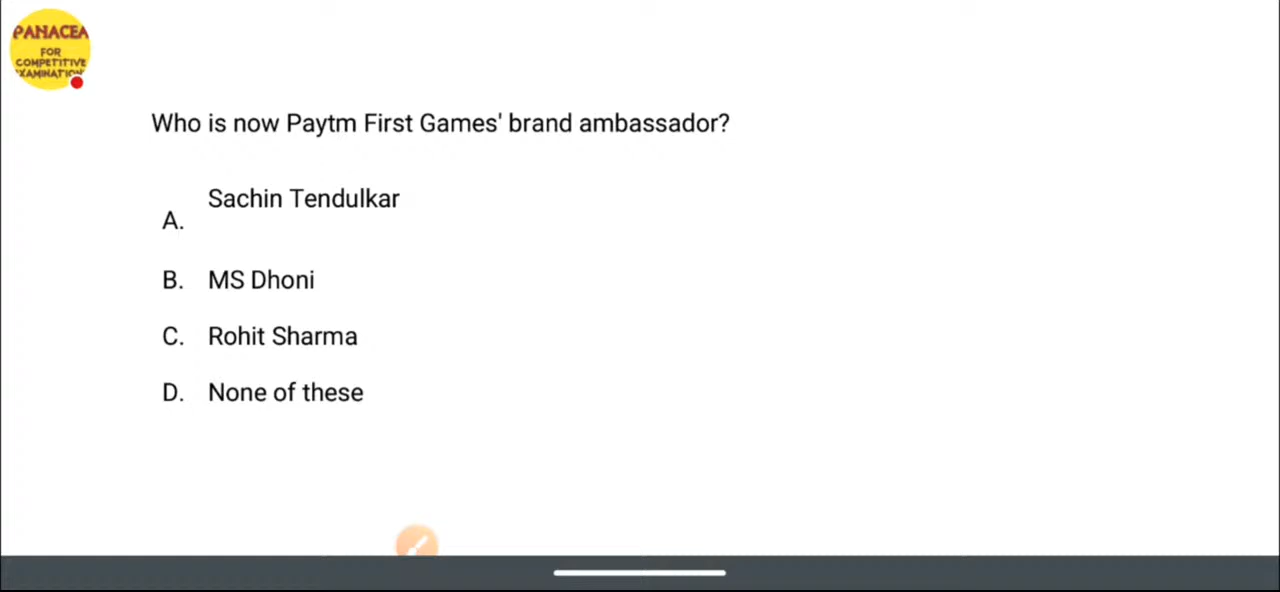 PANACEA
FOR
COMPETITIVE
EXAMINATION
Who is now Paytm First Games' brand ambassador?
A. Sachin Tendulkar
B. MS Dhoni
C. Rohit Sharma
D. None of these